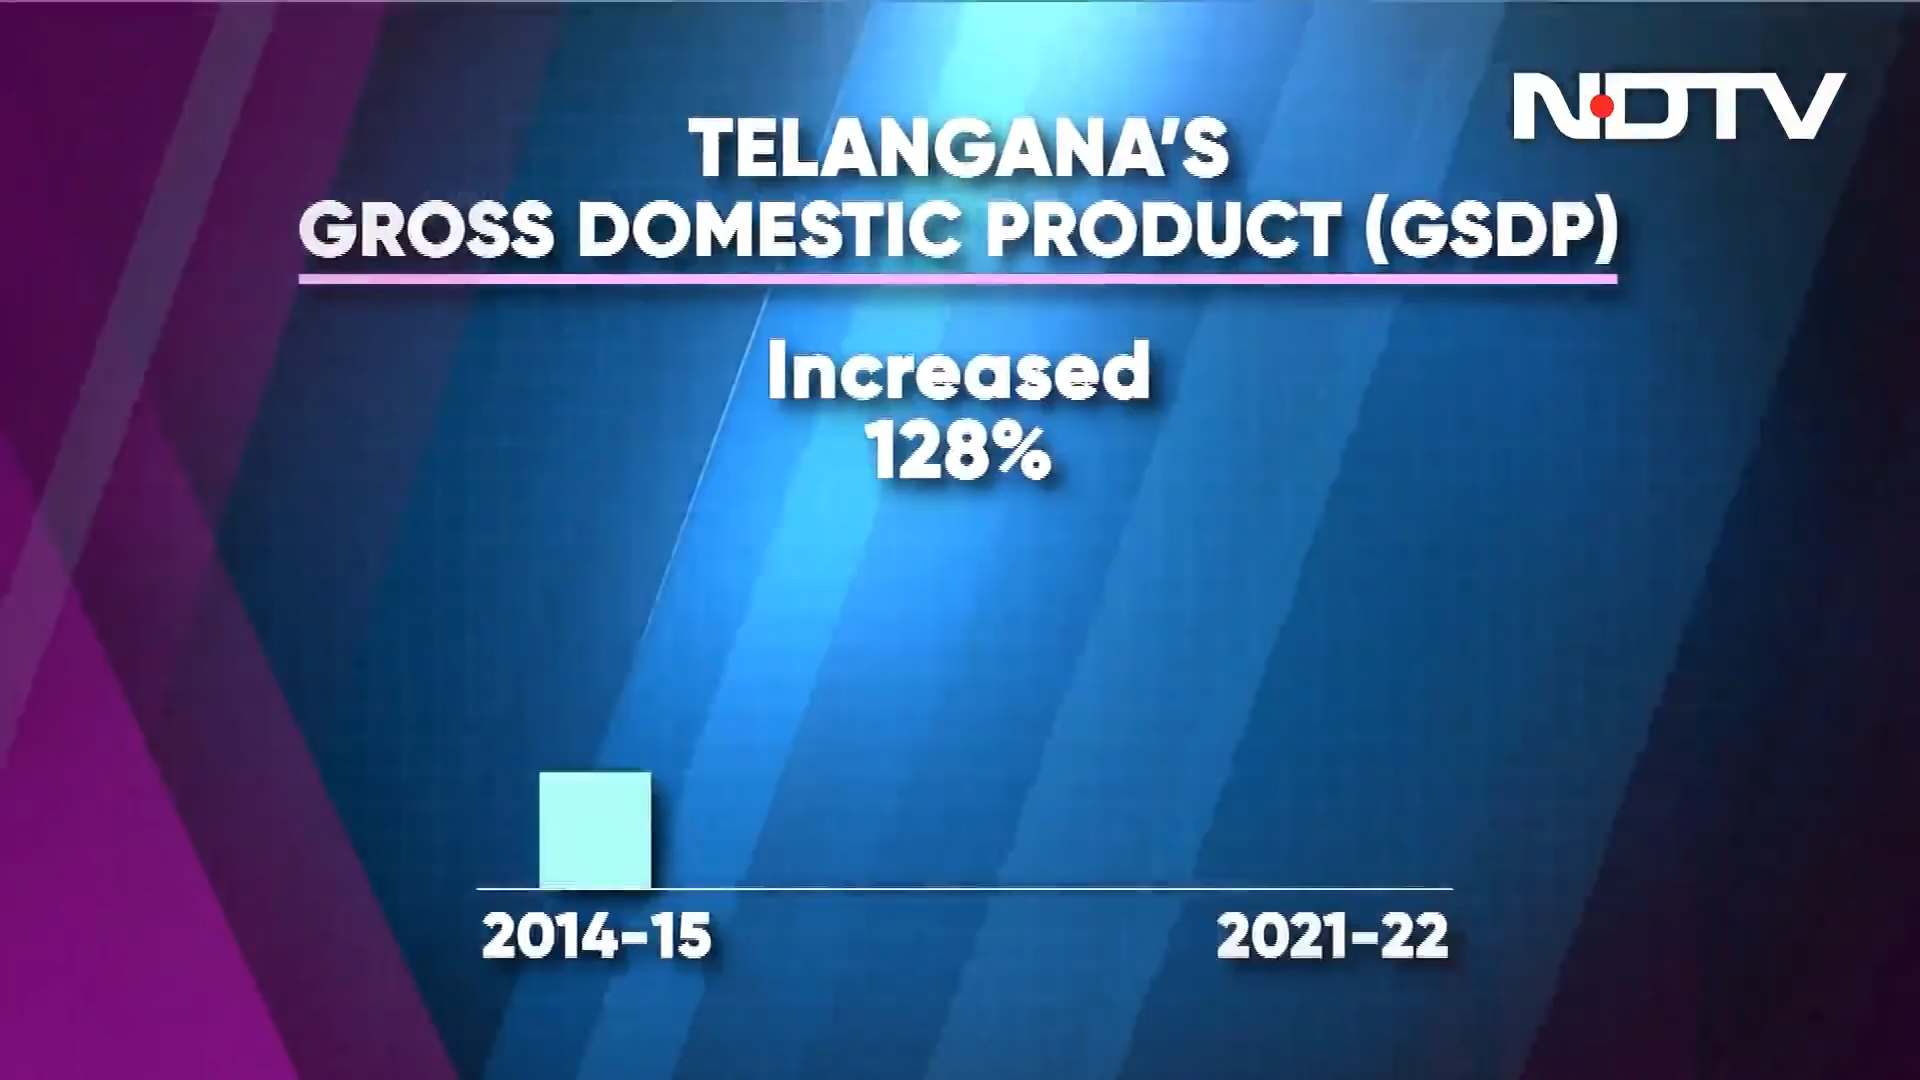 NDTV
TELANGANA'S
GROSS DOMESTIC PRODUCT (GSDP)
Increased
128%
2014-15
2021-22